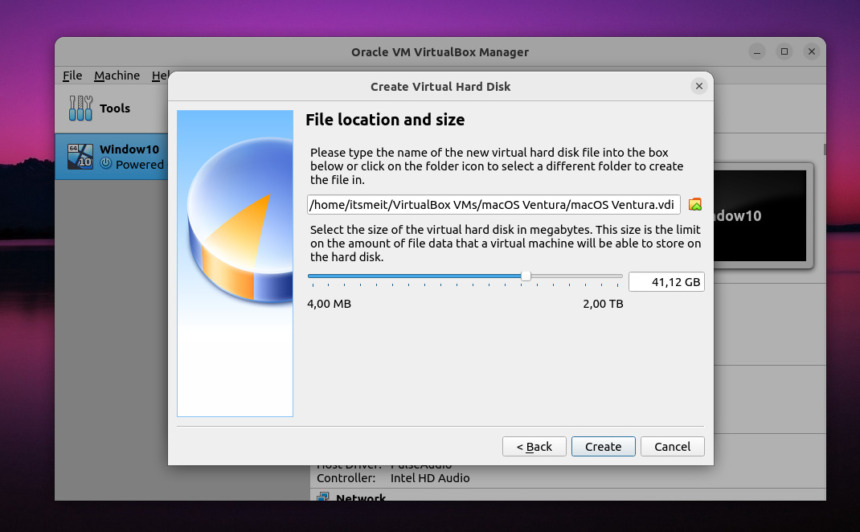 Oracle VM VirtualBox Manager
File Machine Hel
Create Virtual Hard Disk
Tools
File location and size
64
10
Window10
Powered
Please type the name of the new virtual hard disk file into the box
below or click on the folder icon to select a different folder to create
the file in.
/home/itsmeit/VirtualBox VMs/macOS Ventura/macOS Ventura.vdi
dow10
Select the size of the virtual hard disk in megabytes. This size is the limit
on the amount of file data that a virtual machine will be able to store on
the hard disk.
41,12 GB
4,00 MB
2,00 TB
< Back
Create
Cancel
Host Driver: PulseAudio
Controller: Intel HD Audio
Network